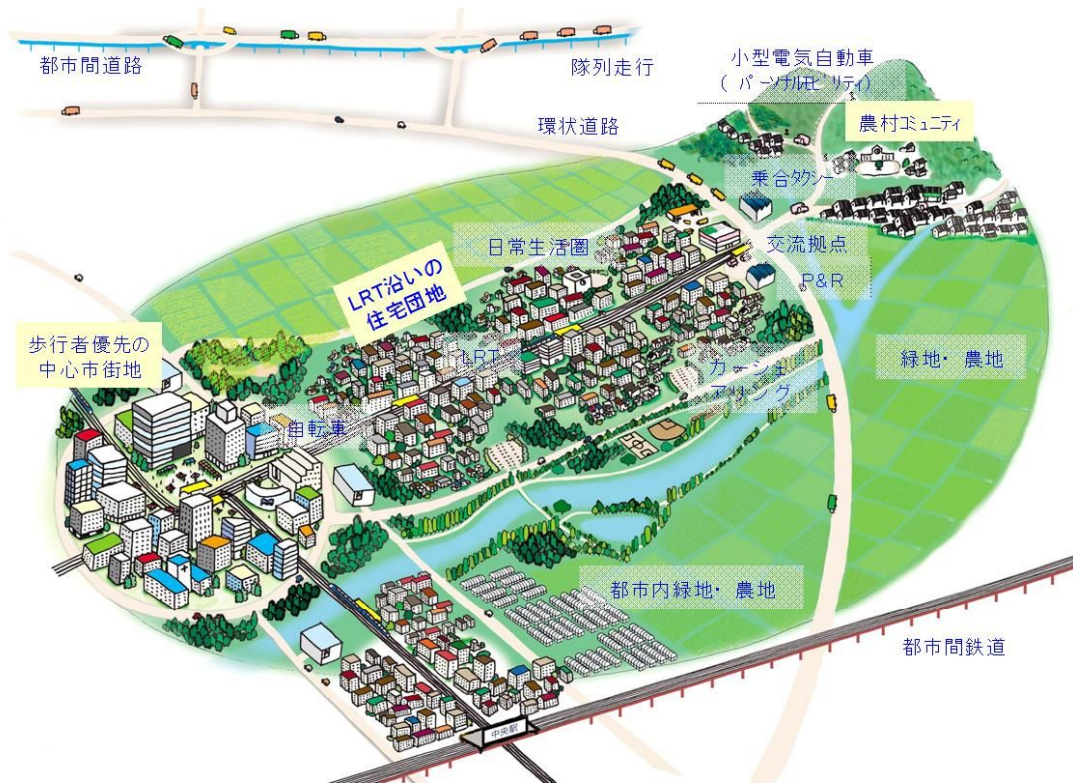 都市間道路
隊列走行
小型電気自動車
(パーソナルモビリティ)
環状道路
農村コミュニティ
乗合タクシー
日常生活圏
交流拠点
LRT沿いの
住宅団地
P&R
歩行者優先の
中心市街地
LRT
カーシェ
アリング
緑地・農地
自転車
都市内緑地・農地
都市間鉄道
中央駅